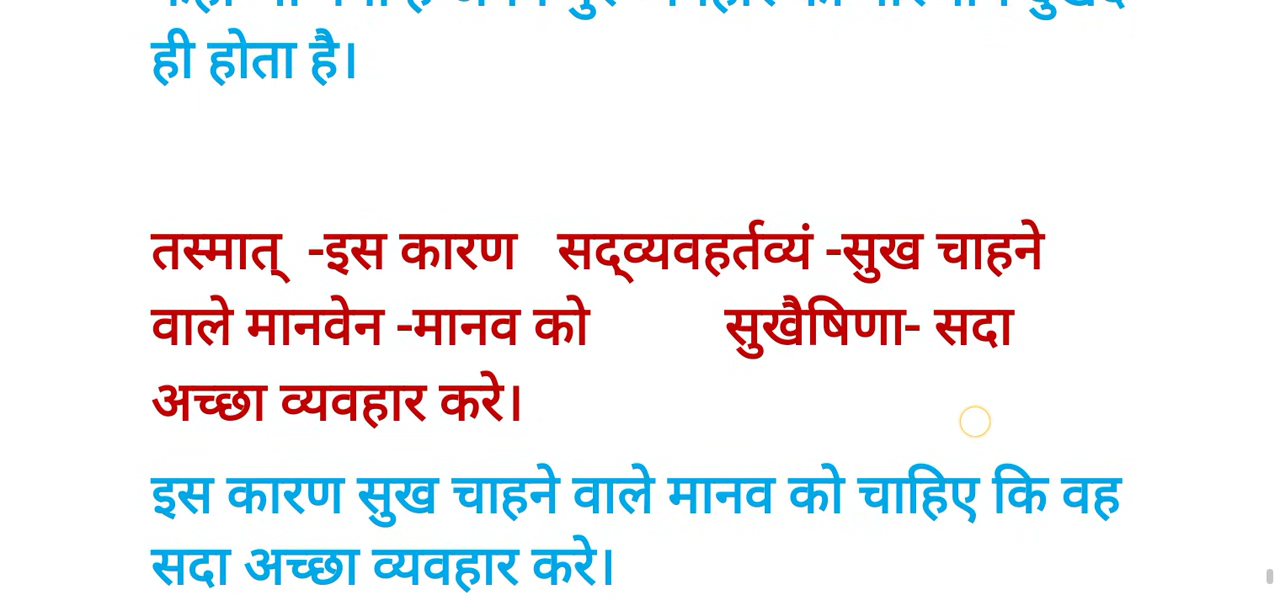 ही होता है।
तस्मात् -इस कारण सद्व्यवहर्तव्यं -सुख चाहने
वाले मानवेन -मानव को सुखैषिणा- सदा
अच्छा व्यवहार करे।
इस कारण सुख चाहने वाले मानव को चाहिए कि वह
सदा अच्छा व्यवहार करे।